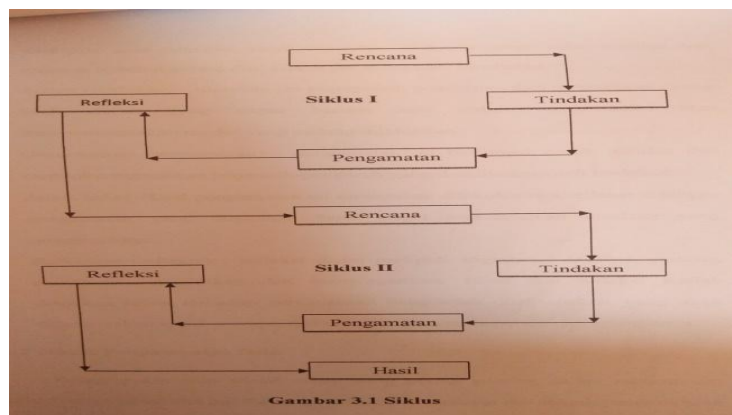 Rencana
Refleksi
Siklus I
Tindakan
Pengamatan
Rencana
Refleksi
Siklus II
Tindakan
Pengamatan
Hasil
Gambar 3.1 Siklus